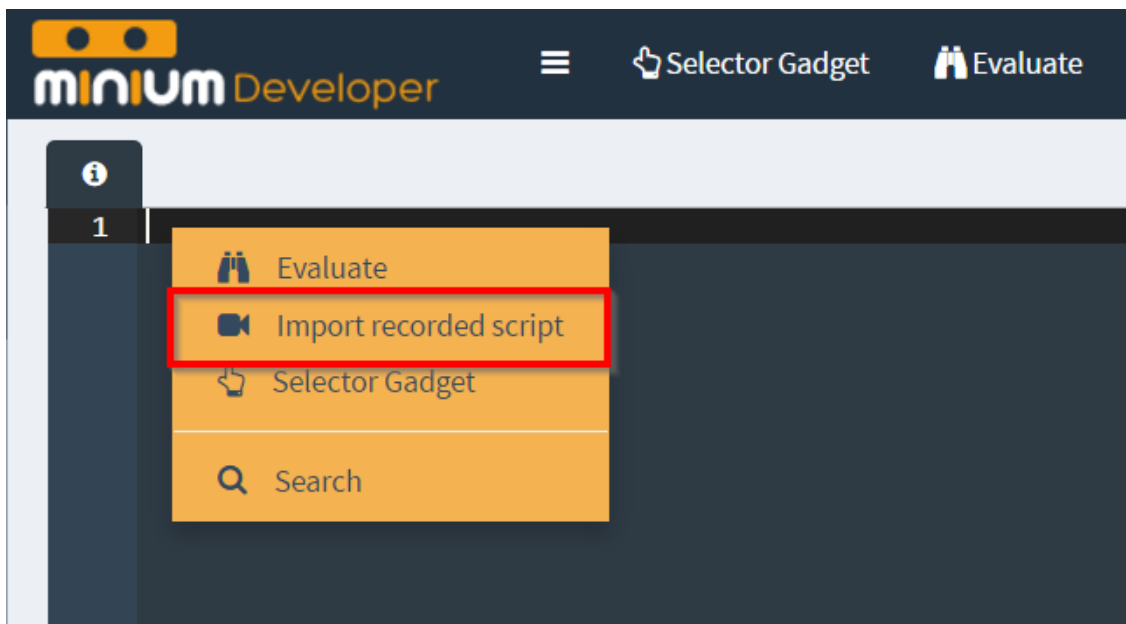 minium Developer
Selector Gadget
Evaluate
1
Evaluate
Import recorded script
Selector Gadget
Search